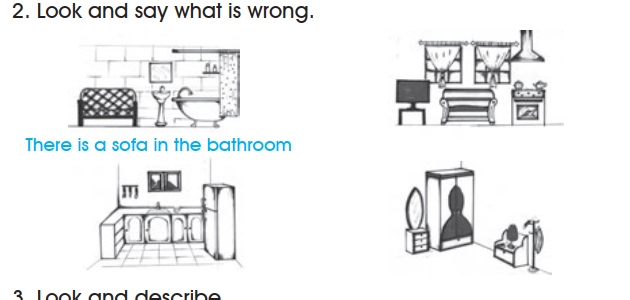 2. Look and say what is wrong.
There is a sofa in the bathroom
3. Look and describe